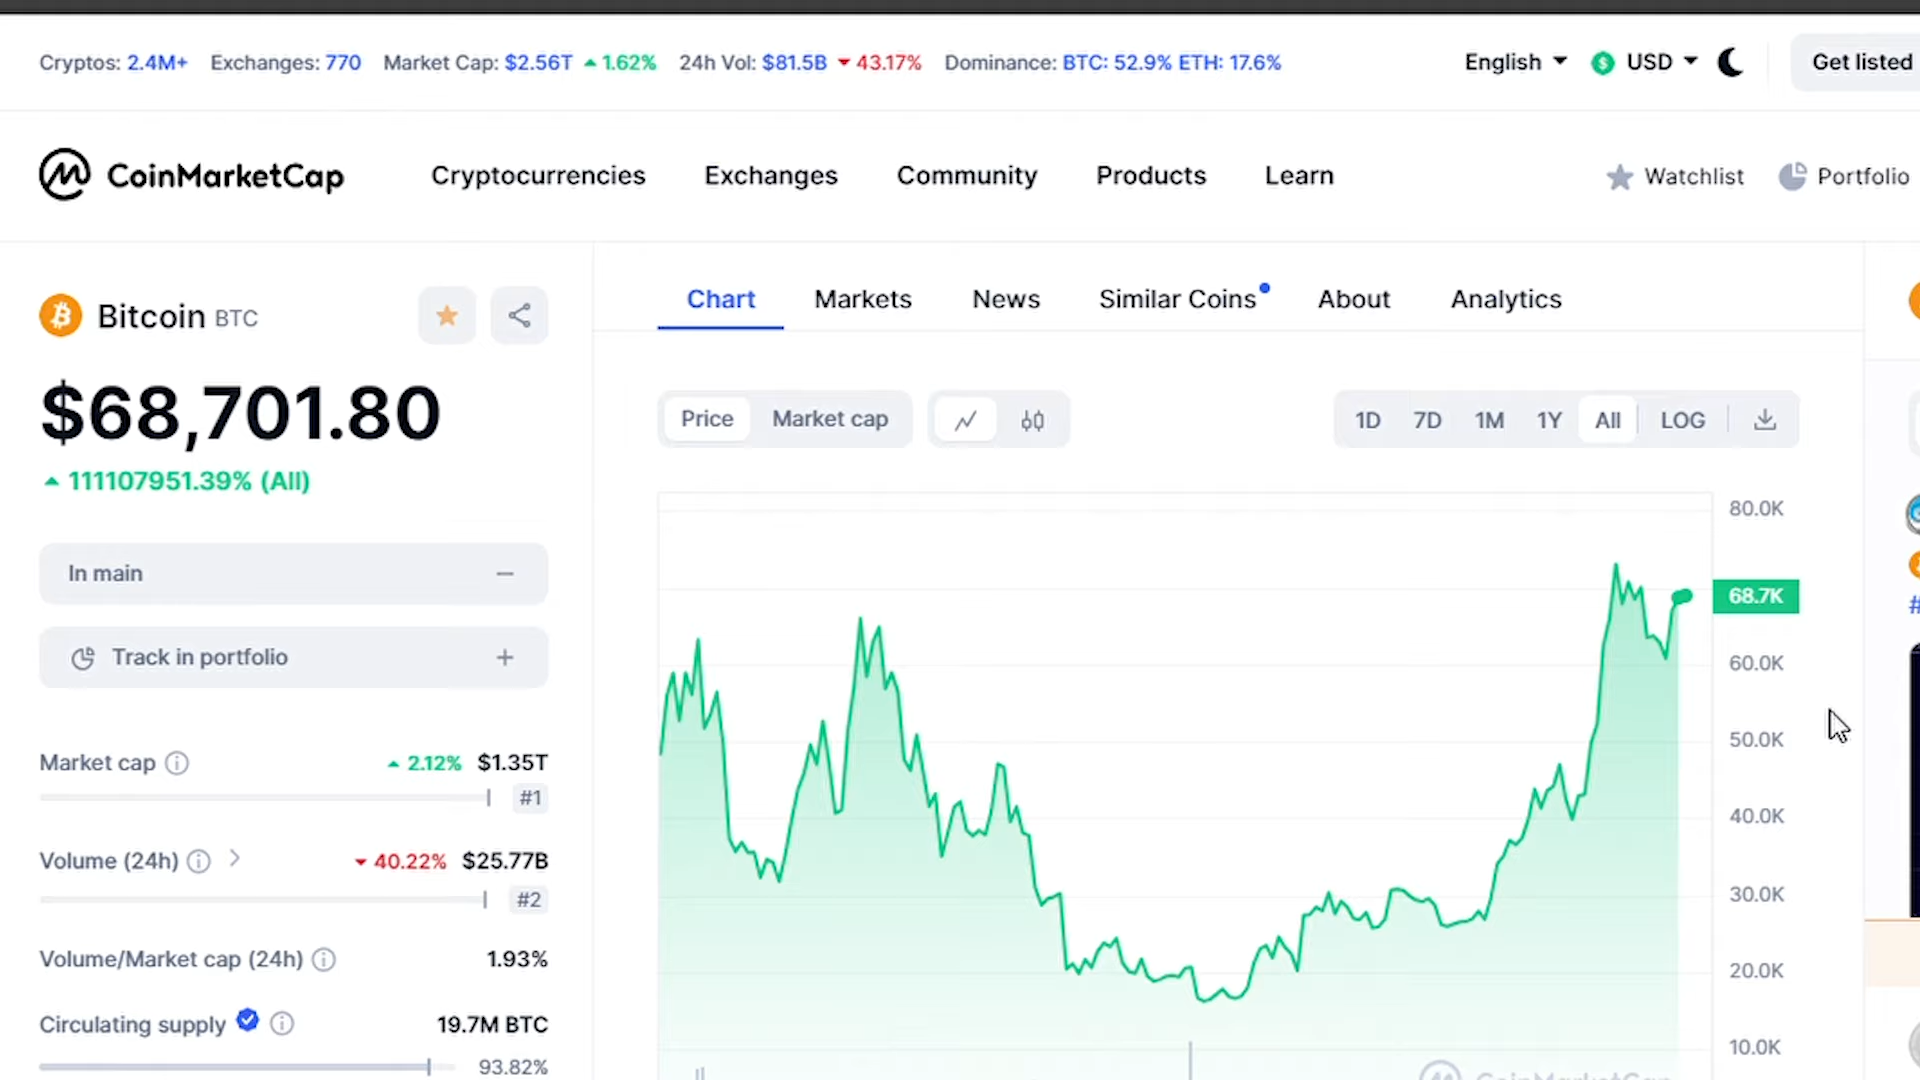 Cryptos: 2.4M+ Exchanges: 770 Market Cap: $2.56T 1.62% 24h Vol: $81.5B 43.17% Dominance: BTC: 52.9% ETH: 17.6% English USD Get listed
CoinMarketCap Cryptocurrencies Exchanges Community Products Learn Watchlist Portfolio
Bitcoin BTC
$68,701.80
111107951.39% (All)
In main
Track in portfolio
Market cap 2.12% $1.35T
#1
Volume (24h) 40.22% $25.77B
#2
Volume/Market cap (24h) 1.93%
Circulating supply 19.7M BTC
93.82%
Chart Markets News Similar Coins About Analytics
Price Market cap 1D 7D 1M 1Y All LOG
80.0K
68.7K
60.0K
50.0K
40.0K
30.0K
20.0K
10.0K
CoinMarketCap